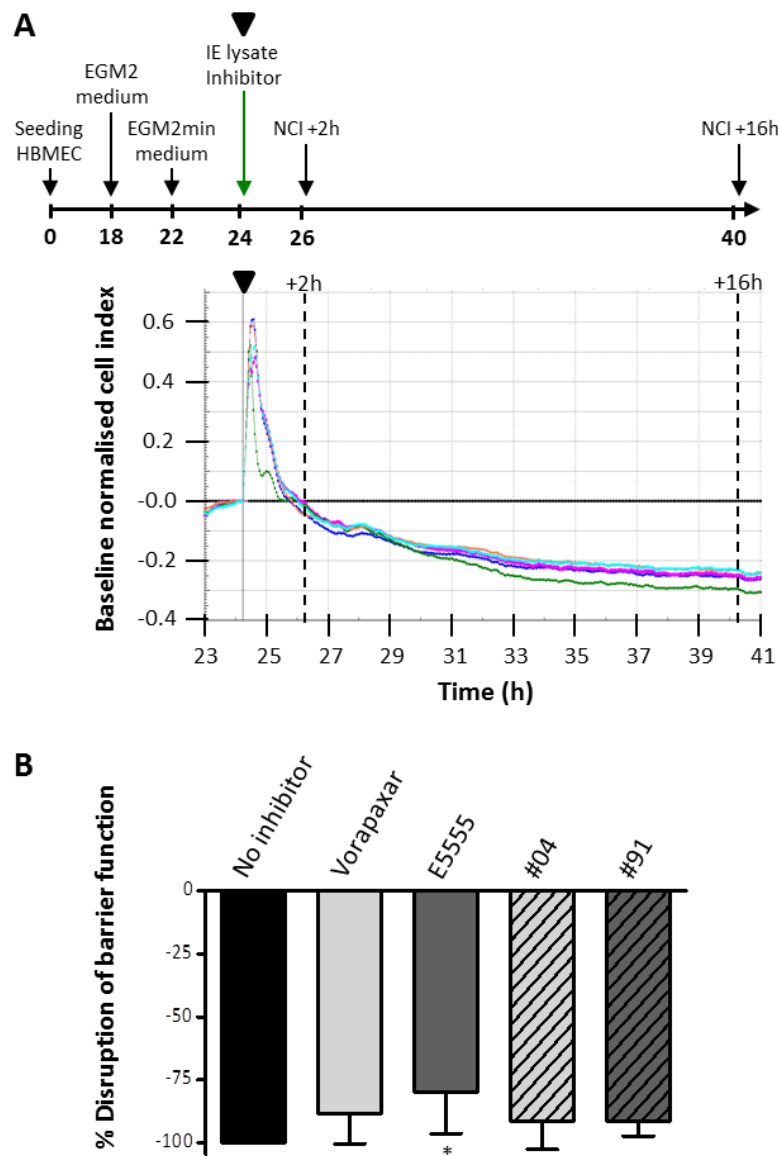 A
IE lysate
Inhibitor
EGM2
medium
Seeding
HBMEC
EGM2min
medium
NCI +2h
NCI +16h
0 18 22 24 26 40
+2h +16h
Baseline normalised cell index
0.6
0.4
0.2
-0.0
-0.2
-0.4
23 25 27 29 31 33 35 37 39 41
Time (h)
B
No inhibitor
Vorapaxar
E5555
#04
#91
% Disruption of barrier function
0
-25
-50
-75
-100
*